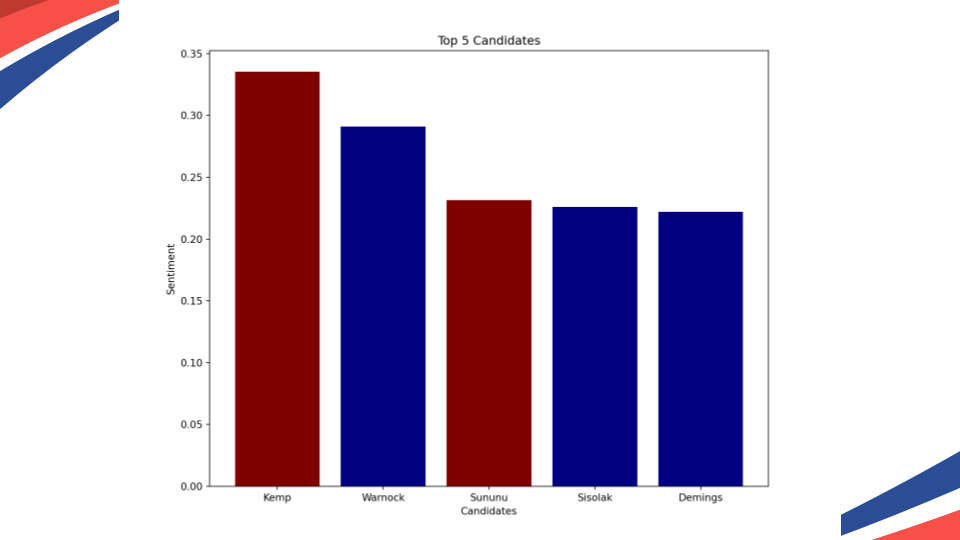 Top 5 Candidates
0.35
0.30
0.25
0.20
0.15
0.10
0.05
0.00
Sentiment
Kemp Warnock Sununu Sisolak Demings
Candidates